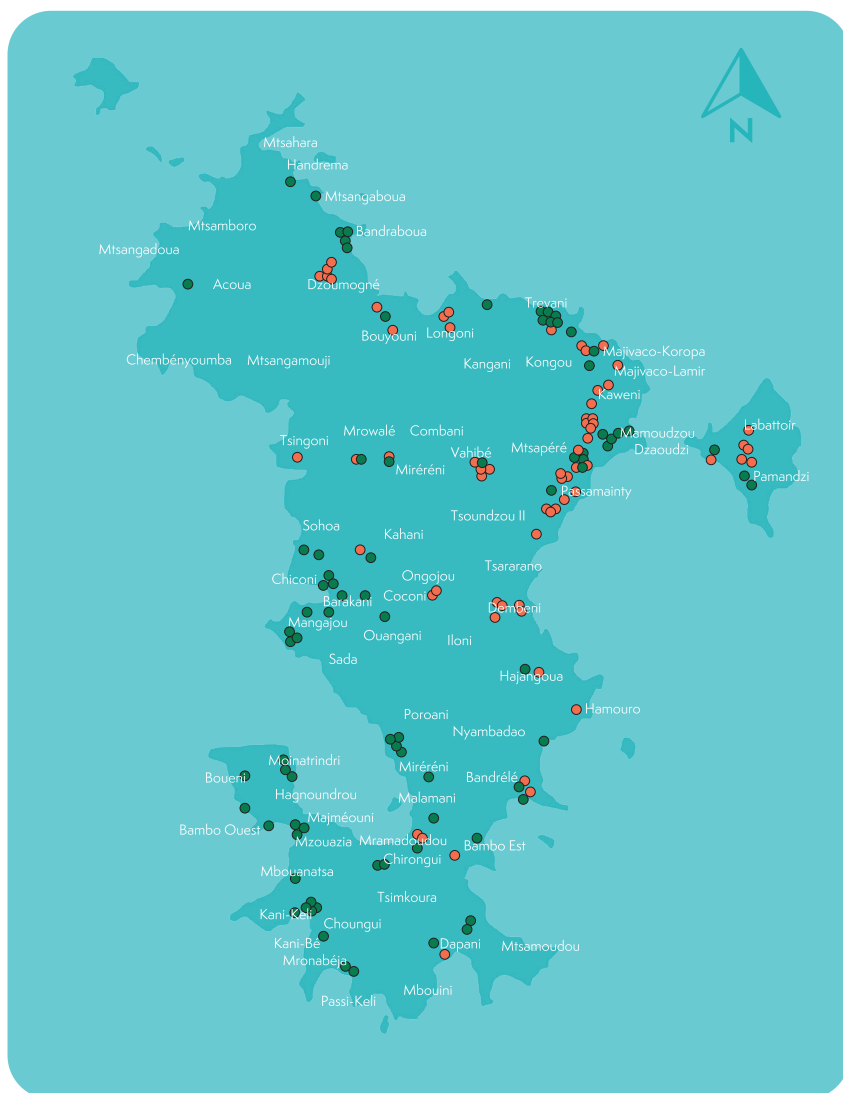 N
Mtsahara
Handrema
Mtsangaboua
Mtsamboro
Bandraboua
Mtsangadoua
Acoua
Dzoumogné
Trevani
Bouyouni
Longoni
Chembényoumba
Mtsangamouji
Kangani
Kongou
Majivaco-Koropa
Majivaco-Lamir
Kaweni
Labattoir
Tsingoni
Mrowalé
Combani
Mamoudzou
Mtsapéré
Dzaoudzi
Vahibé
Miréréni
Pamandzi
Passamainty
Tsoundzou II
Sohoa
Kahani
Tsararano
Chiconi
Ongojou
Coconi
Barakani
Dembeni
Mangajou
Ouangani
Iloni
Sada
Hajangoua
Hamouro
Poroani
Nyambadao
Moinatrindri
Miréréni
Boueni
Bandrélé
Hagnoundrou
Malamani
Majméouni
Bambo Ouest
Mzouazia
Mramadoudou
Bambo Est
Chirongui
Mbouanatsa
Tsimkoura
Kani-Keli
Choungui
Kani-Bé
Dapani
Mtsamoudou
Mronabéja
Mbouini
Passi-Keli